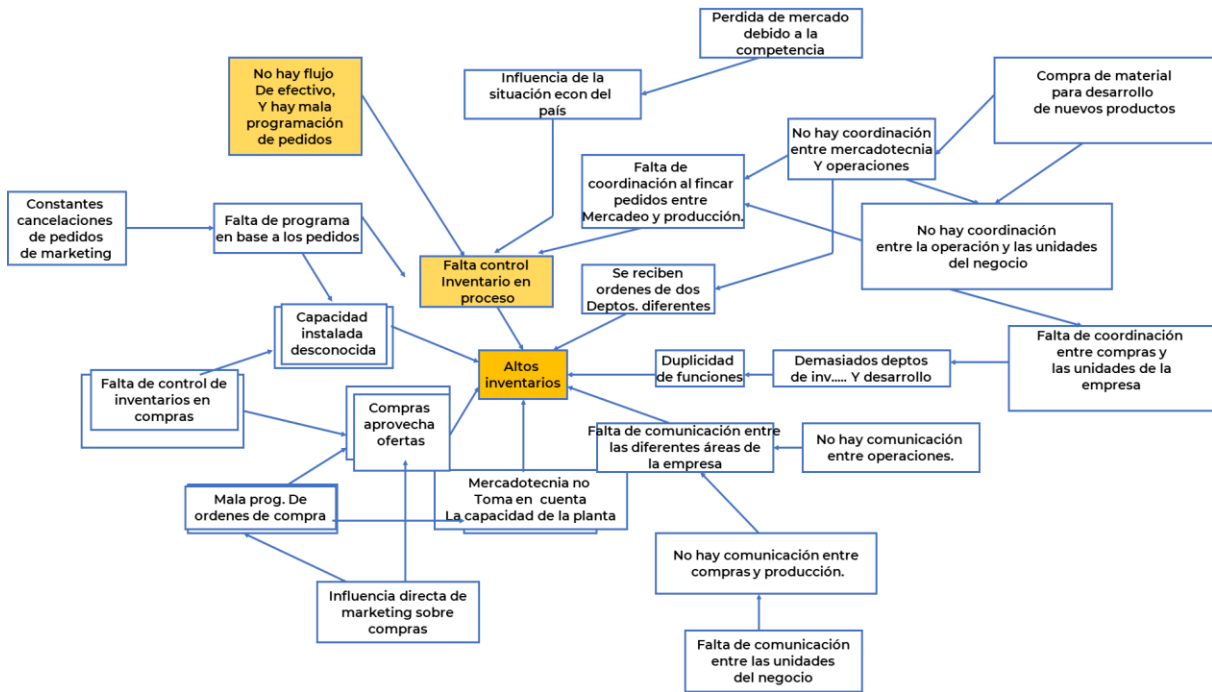 Perdida de mercado
debido a la
competencia
No hay flujo
De efectivo,
Y hay mala
programación
de pedidos
Influencia de la
situación econ del
país
Compra de material
para desarrollo
de nuevos productos
No hay coordinación
entre mercadotecnia
Y operaciones
Falta de
coordinación al fincar
pedidos entre
Mercadeo y producción.
Constantes
cancelaciones
de pedidos
de marketing
Falta de programa
en base a los pedidos
No hay coordinación
entre la operación y las unidades
del negocio
Falta control
Inventario en
proceso
Se reciben
ordenes de dos
Deptos. diferentes
Capacidad
instalada
desconocida
Falta de coordinación
entre compras y
las unidades de la
empresa
Altos
inventarios
Duplicidad
de funciones
Demasiados deptos
de inv..... Y desarrollo
Falta de control de
inventarios en
compras
Compras
aprovecha
ofertas
Falta de comunicación entre
las diferentes áreas de
la empresa
No hay comunicación
entre operaciones.
Mala prog. De
ordenes de compra
Mercadotecnia no
Toma en cuenta
La capacidad de la planta
No hay comunicación entre
compras y producción.
Influencia directa de
marketing sobre
compras
Falta de comunicación
entre las unidades
del negocio